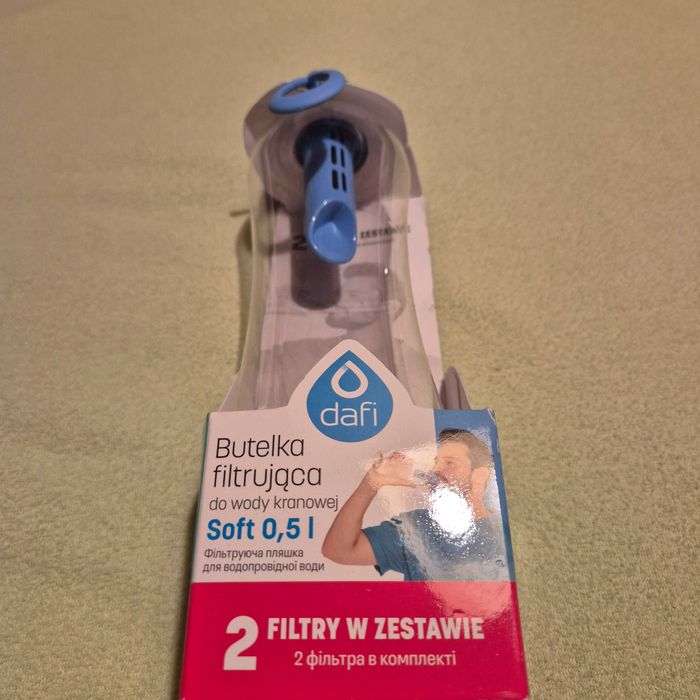 2 W ZESTAWIE
dafi
Butelka
filtrująca
do wody kranowej
Soft 0,5 l
Фільтруюча пляшка
для водопровідної води
2 FILTRY W ZESTAWIE
2 фільтра в комплекті